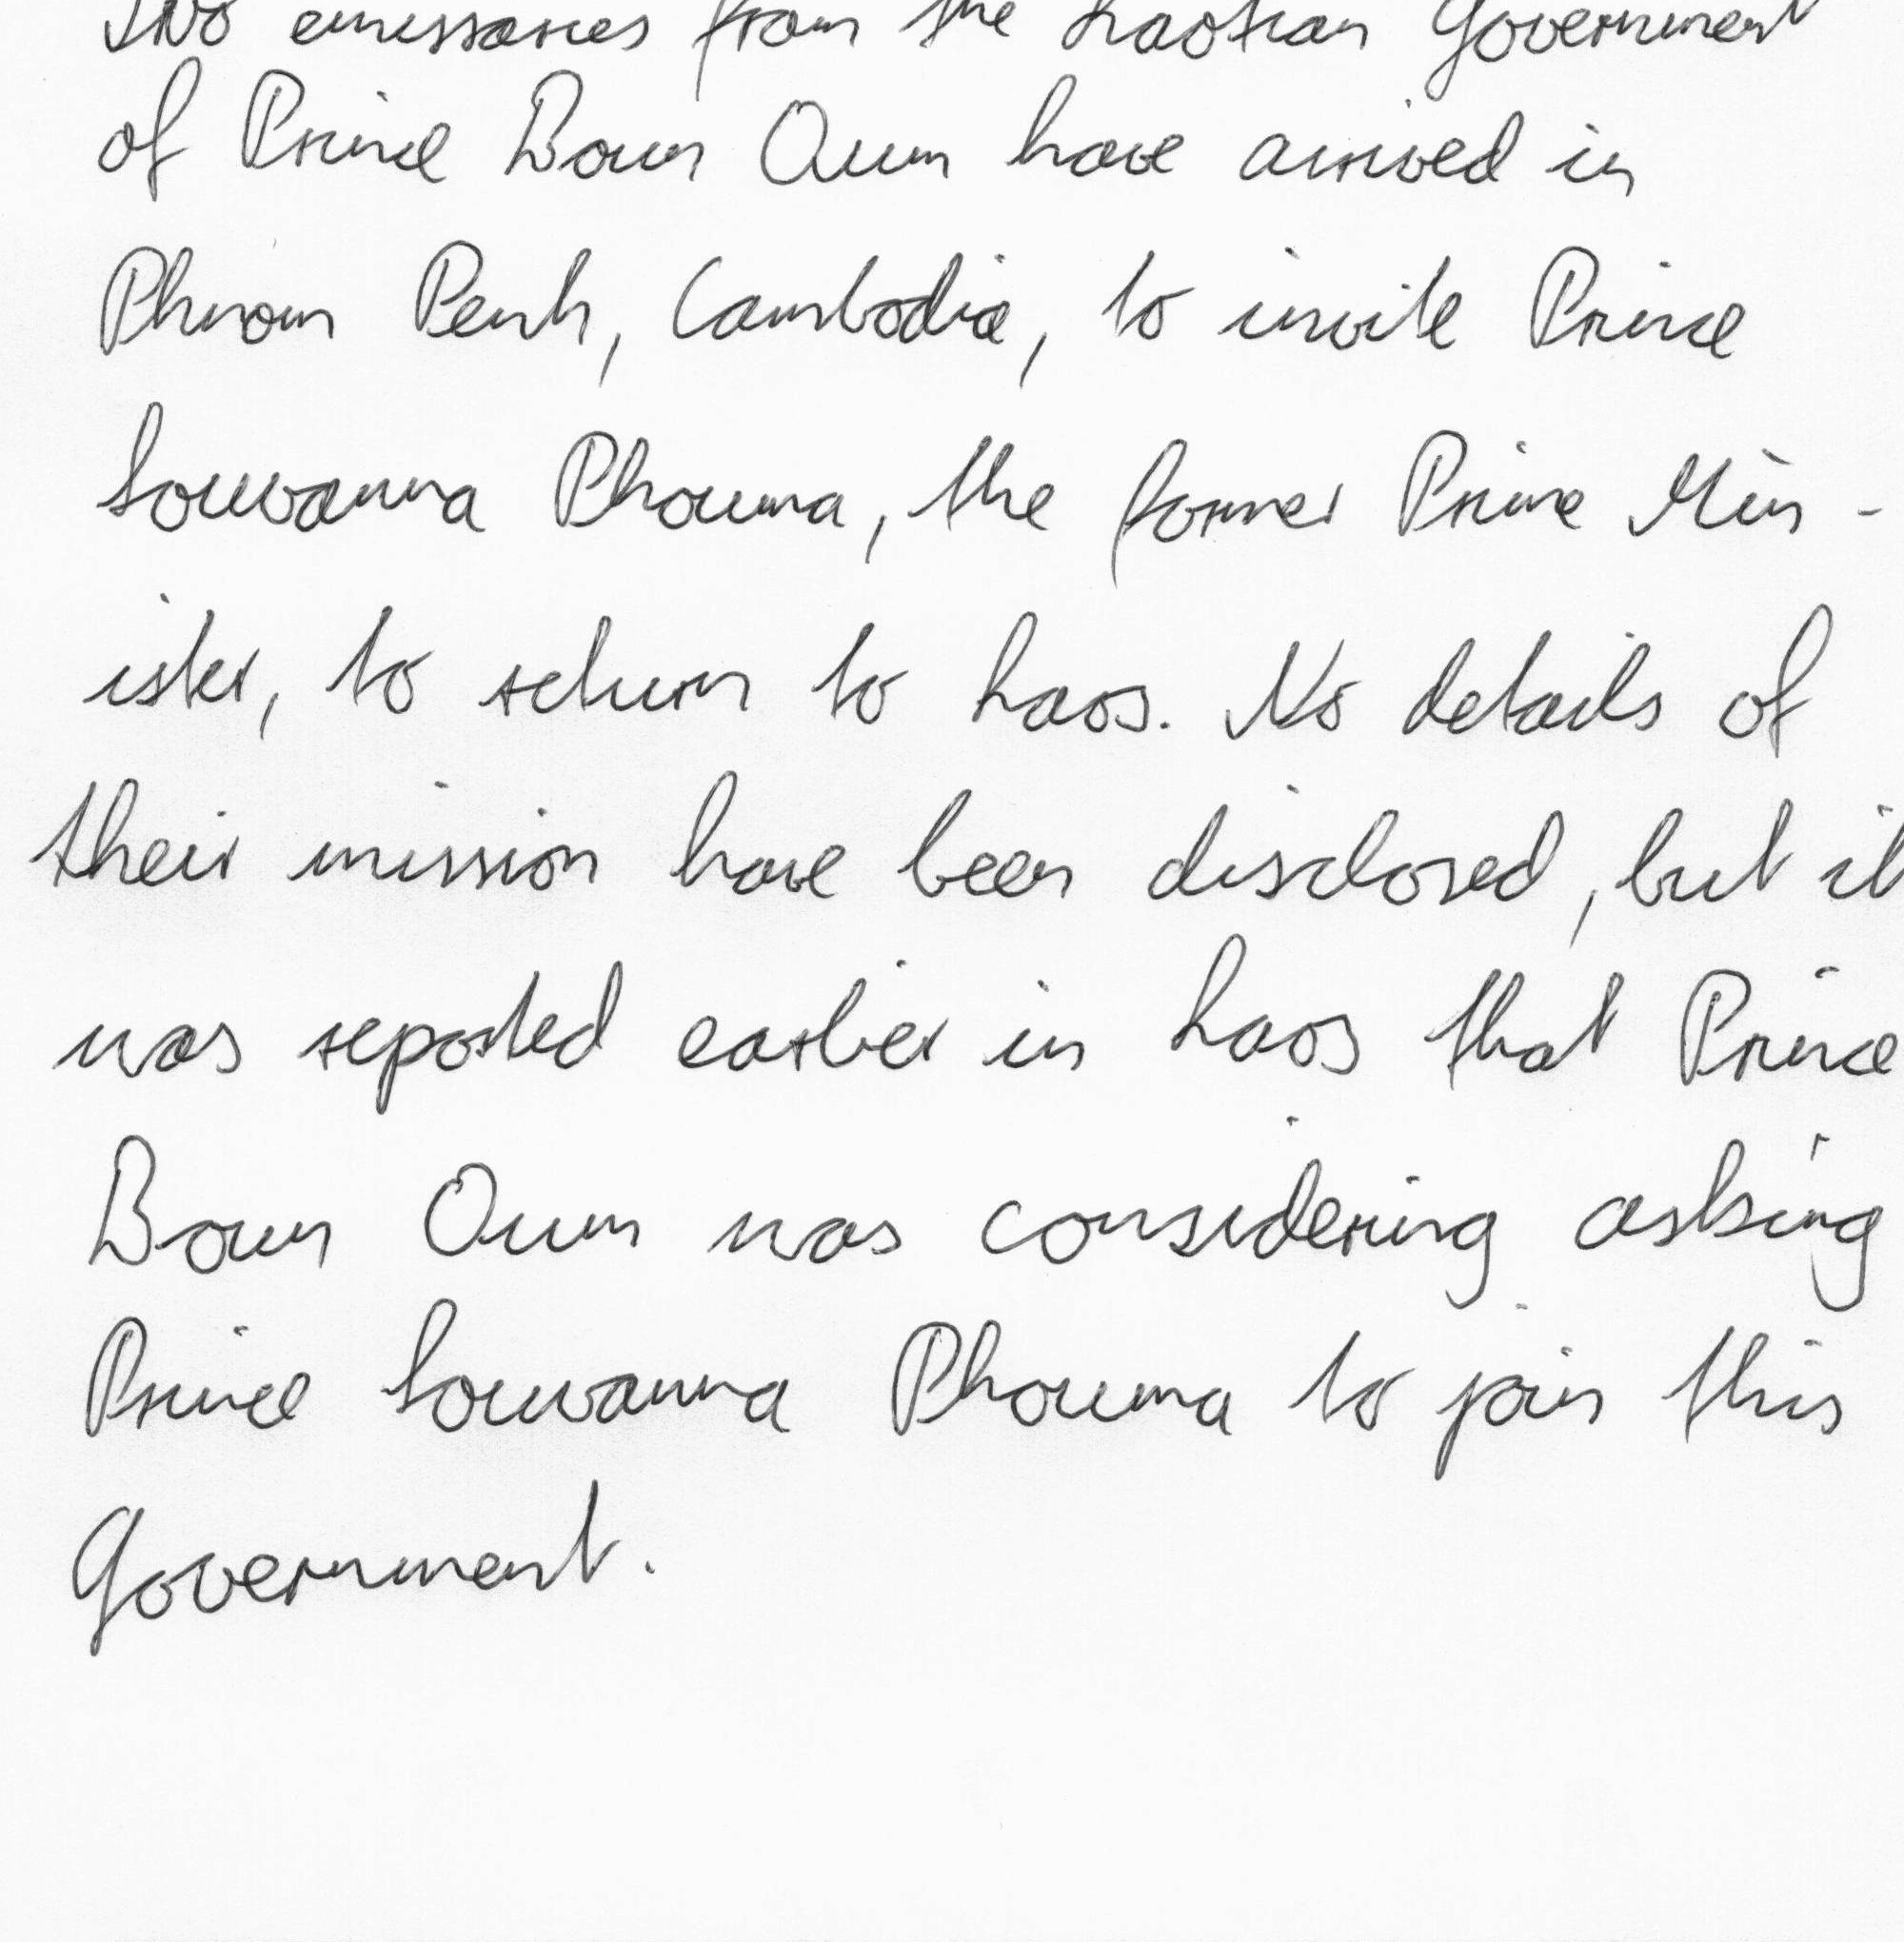 Two emissaries from the Laotian Government
of Prince Boun Oum have arrived in
Phnom Penh, Cambodia, to invite Prince
Souvanna Phouma, the former Prime Min-
ister, to return to Laos. No details of
their mission have been disclosed, but it
was reported earlier in Laos that Prince
Boun Oum was considering asking
Prince Souvanna Phouma to join this
Government.